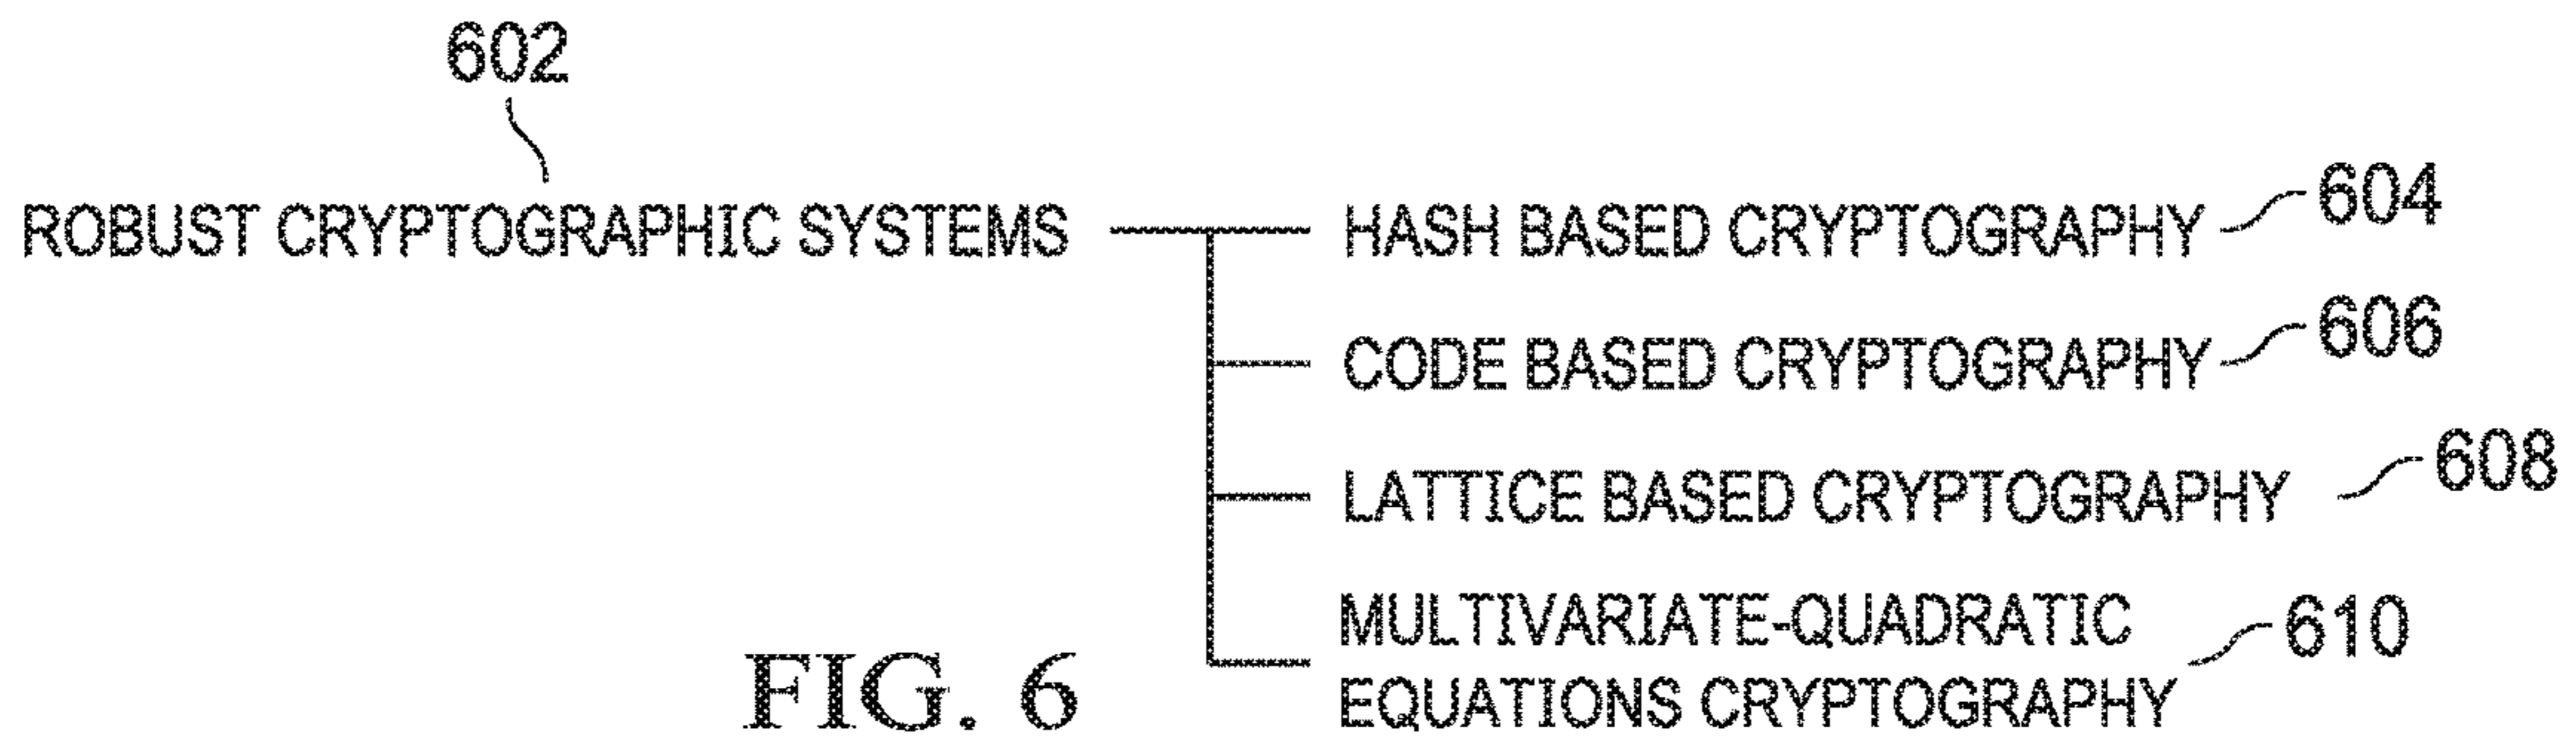 602
ROBUST CRYPTOGRAPHIC SYSTEMS
HASH BASED CRYPTOGRAPHY 604
CODE BASED CRYPTOGRAPHY 606
LATTICE BASED CRYPTOGRAPHY 608
MULTIVARIATE-QUADRATIC
EQUATIONS CRYPTOGRAPHY 610
FIG. 6